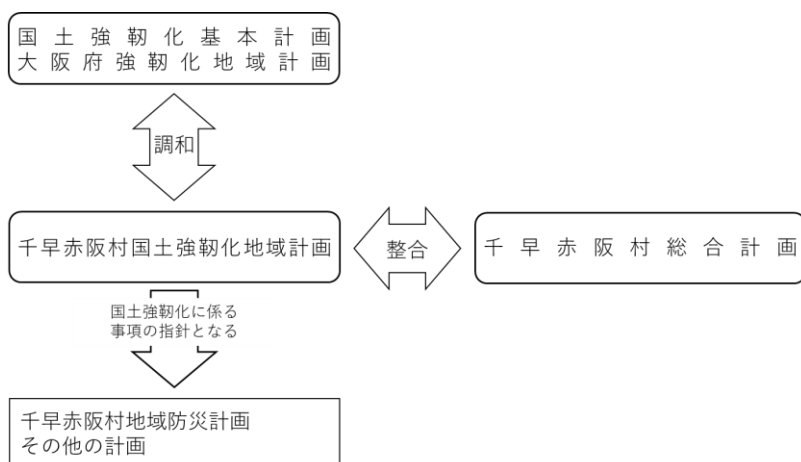 国土強靭化基本計画
大阪府強靭化地域計画
調和
千早赤阪村国土強靭化地域計画
整合
千早赤阪村総合計画
国土強靭化に係る
事項の指針となる
千早赤阪村地域防災計画
その他の計画